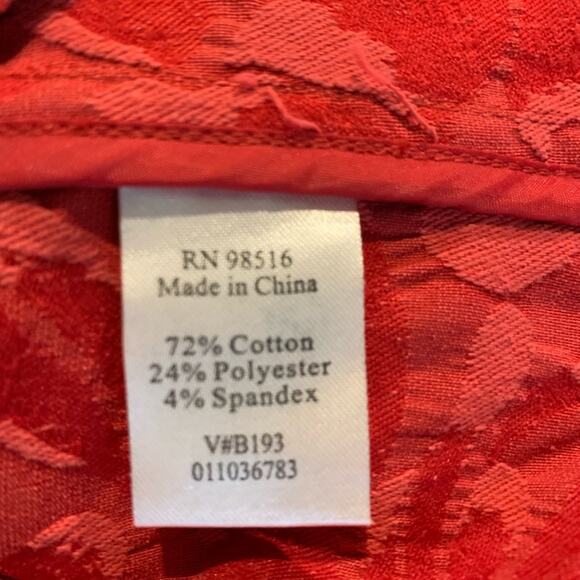 RN 98516
Made in China
72% Cotton
24% Polyester
4% Spandex
V#B193
011036783